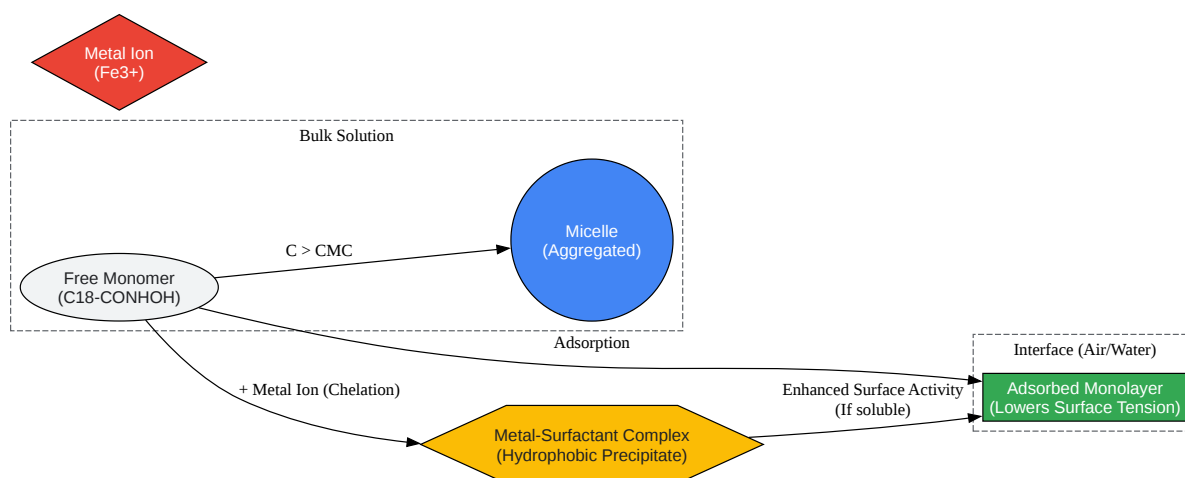 Metal Ion
(Fe3+)
Bulk Solution
Micelle
(Aggregated)
C > CMC
Free Monomer
(C18-CONHOH)
Adsorption
Interface (Air/Water)
+ Metal Ion (Chelation)
Enhanced Surface Activity
(If soluble)
Adsorbed Monolayer
(Lowers Surface Tension)
Metal-Surfactant Complex
(Hydrophobic Precipitate)